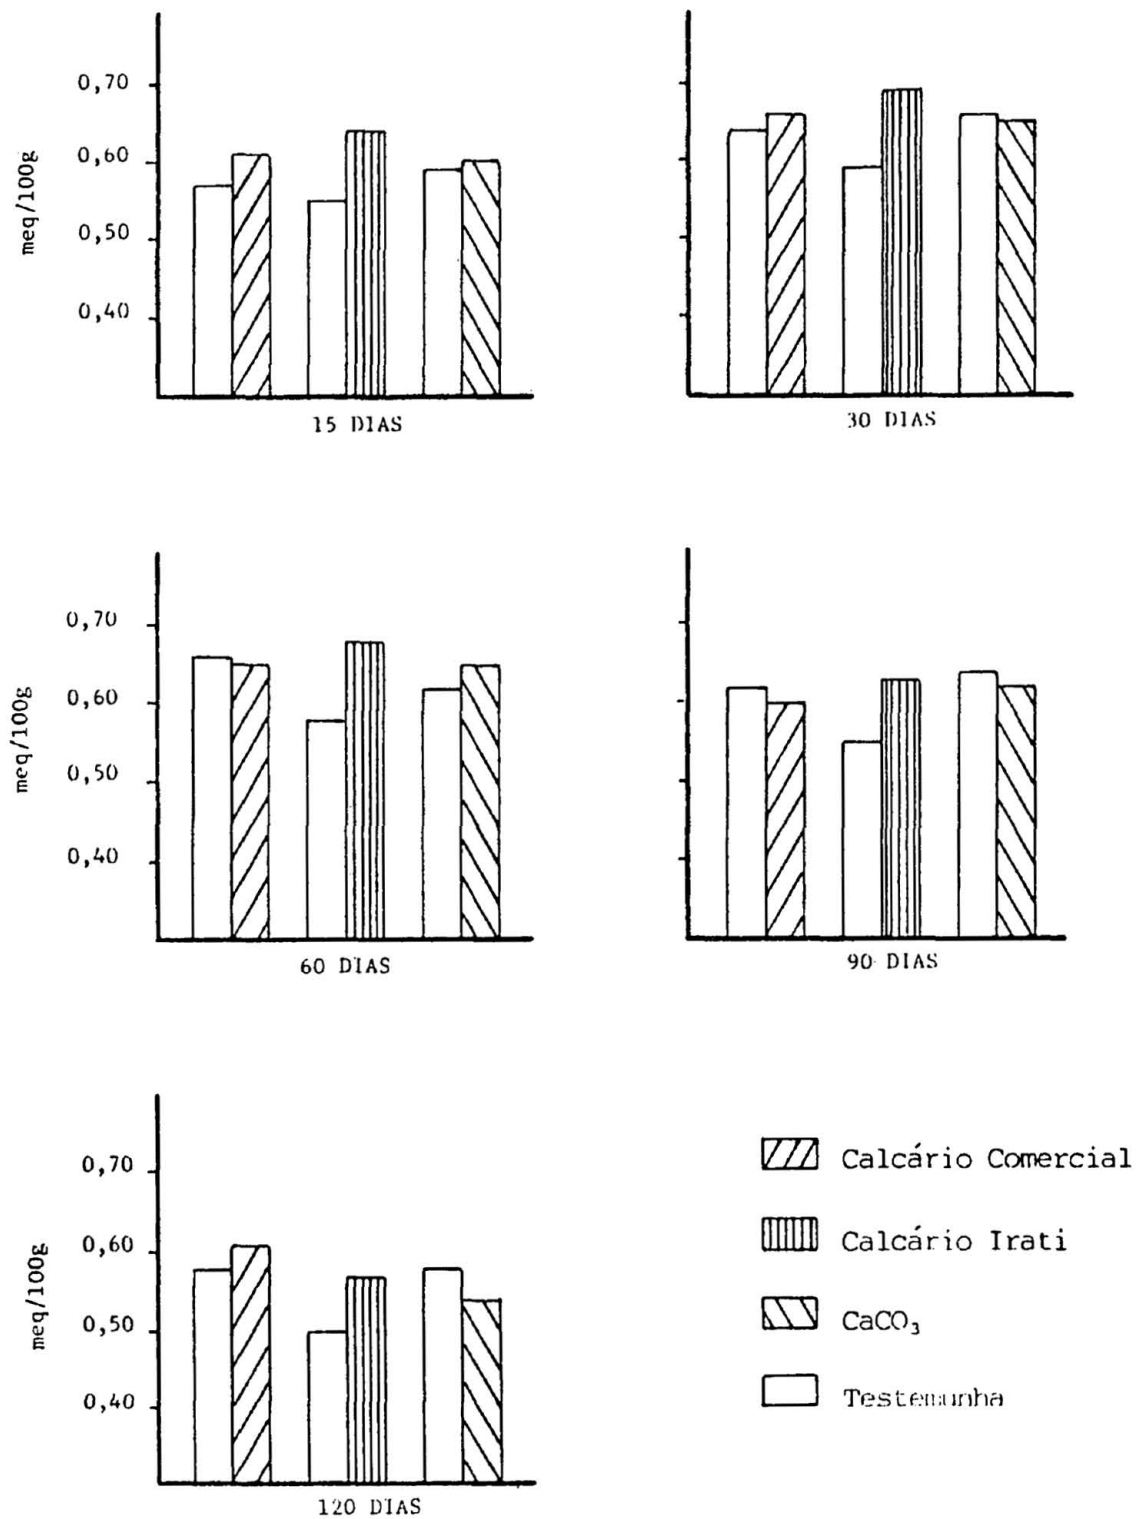 0,70
0,60
0,50
0,40
meq/100g
15 DIAS
30 DIAS
0,70
0,60
0,50
0,40
meq/100g
60 DIAS
90 DIAS
0,70
0,60
0,50
0,40
meq/100g
120 DIAS
Calcário Comercial
Calcário Irati
CaCO₃
Testemunha